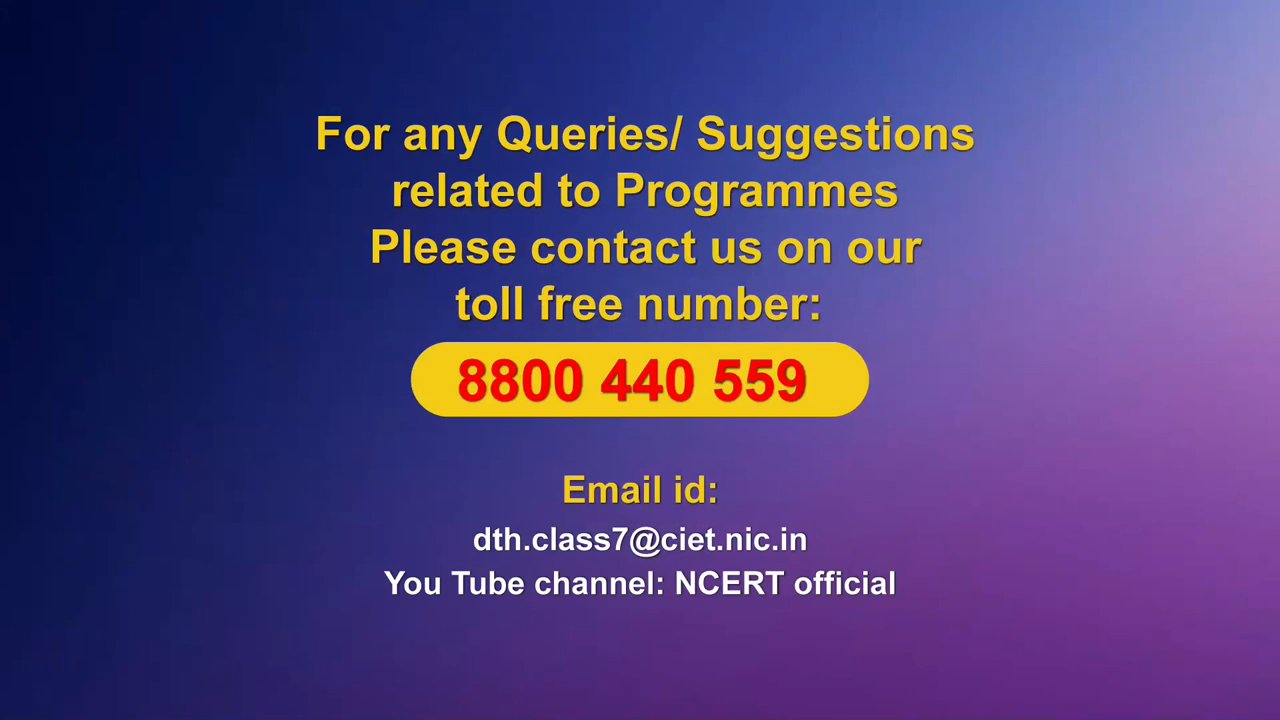 For any Queries/ Suggestions
related to Programmes
Please contact us on our
toll free number:
8800 440 559
Email id:
dth.class7@ciet.nic.in
You Tube channel: NCERT official